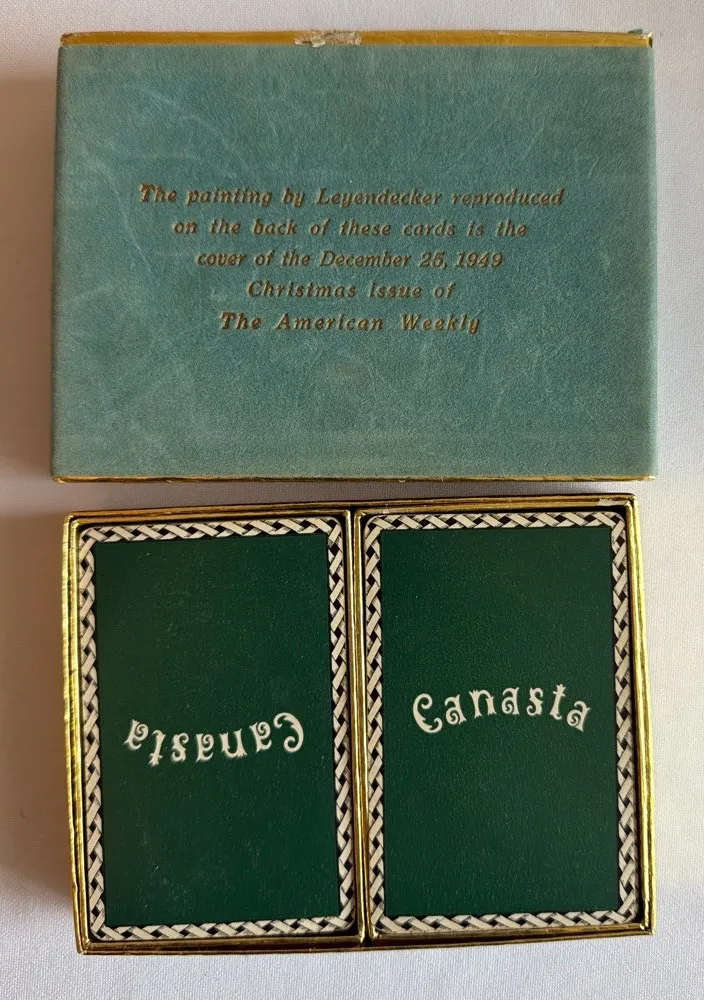 The painting by Leyendecker reproduced
on the back of these cards is the
cover of the December 25, 1949
Christmas Issue of
The American Weekly
Canasta
Canasta